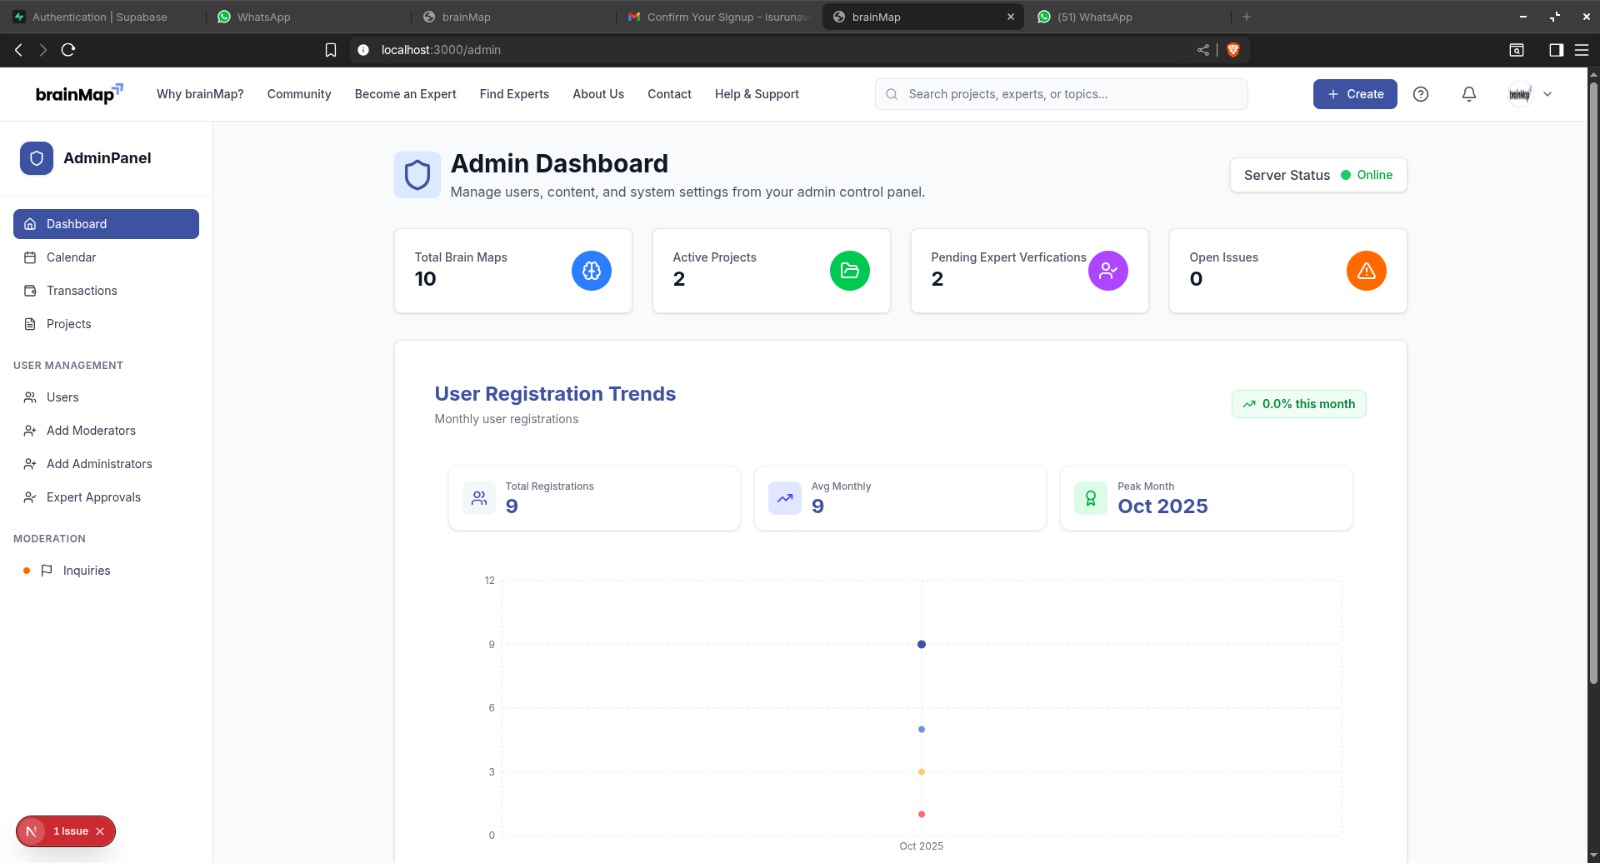 Authentication | Supabase
WhatsApp
brainMap
Confirm Your Signup - isurunav
brainMap
(51) WhatsApp
localhost:3000/admin
brainMap
Why brainMap?
Community
Become an Expert
Find Experts
About Us
Contact
Help & Support
Search projects, experts, or topics...
+ Create
brainMap
AdminPanel
Dashboard
Calendar
Transactions
Projects
USER MANAGEMENT
Users
Add Moderators
Add Administrators
Expert Approvals
MODERATION
Inquiries
N 1 Issue
Admin Dashboard
Manage users, content, and system settings from your admin control panel.
Server Status Online
Total Brain Maps
10
Active Projects
2
Pending Expert Verfications
2
Open Issues
0
User Registration Trends
Monthly user registrations
0.0% this month
Total Registrations
9
Avg Monthly
9
Peak Month
Oct 2025
12
9
6
3
0
Oct 2025